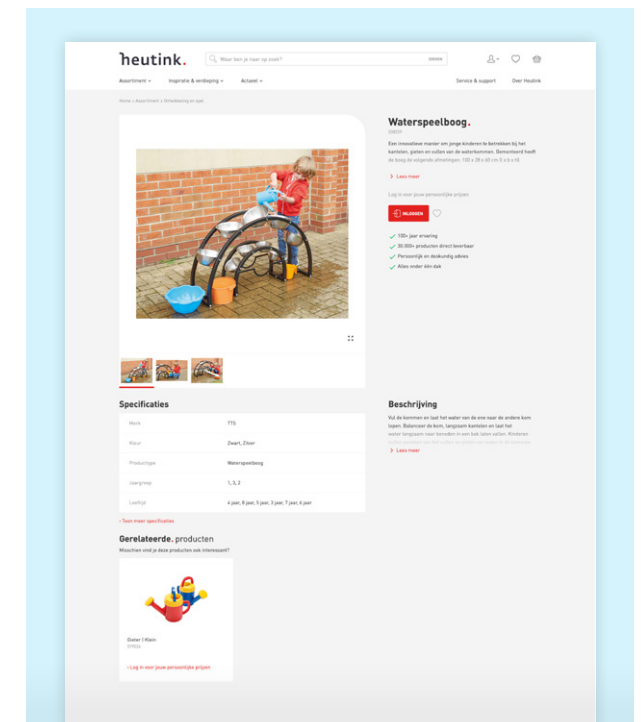 heutink.
Waar ben je naar op zoek?
ZOEKEN
Assortiment
Inspiratie & verdieping
Actueel
Service & support
Over Heutink
Home > Assortiment > Ontwikkeling en spel
Waterspeelboog.
Een innovatieve manier om jonge kinderen te betrekken bij het
kantelen, gieten en vullen van de waterkommen. Gemonteerd heeft
de boog de volgende afmetingen: 100 x 39 x 60 cm (l x b x h).
> Lees meer
Log in voor jouw persoonlijke prijzen
INLOGGEN
100+ jaar ervaring
30.000+ producten direct leverbaar
Persoonlijk en deskundig advies
Alles onder één dak
Specificaties
Merk
TTS
Kleur
Zwart, Zilver
Producttype
Waterspeelboog
Jaargroep
1, 2, 3
Leeftijd
4 jaar, 8 jaar, 5 jaar, 3 jaar, 7 jaar, 6 jaar
> Toon meer specificaties
Beschrijving
Vul de kommen en laat het water van de ene naar de andere kom
lopen. Balanceer de kom, langzaam kantelen en laat het
water langzaam naar beneden in een bak laten vallen. Kinderen
> Lees meer
Gerelateerde. producten
Misschien vind je deze producten ook interessant?
Gieter | Klein
> Log in voor jouw persoonlijke prijzen